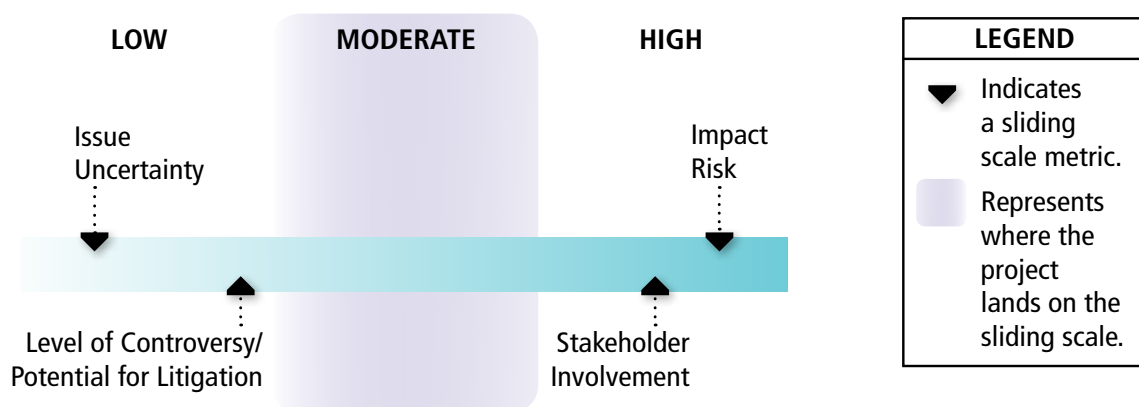 LOW
MODERATE
HIGH
Issue
Uncertainty
Impact
Risk
Level of Controversy/
Potential for Litigation
Stakeholder
Involvement
LEGEND
Indicates
a sliding
scale metric.
Represents
where the
project
lands on the
sliding scale.